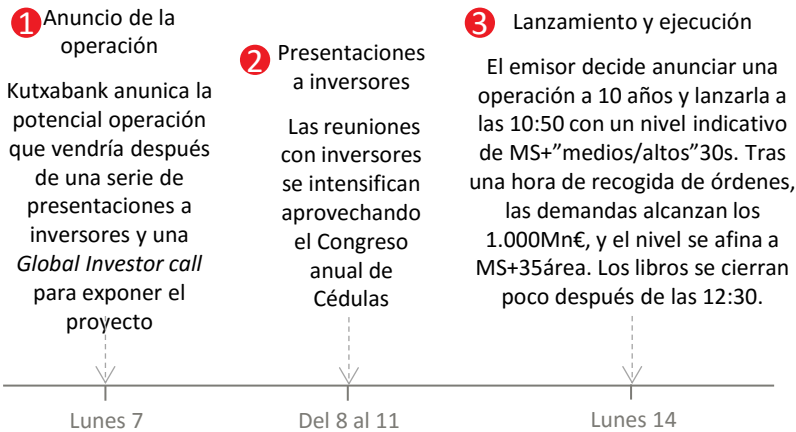 1 Anuncio de la
operación
Kutxabank anunica la
potencial operación
que vendría después
de una serie de
presentaciones a
inversores y una
Global Investor call
para exponer el
proyecto
2 Presentaciones
a inversores
Las reuniones
con inversores
se intensifican
aprovechando
el Congreso
anual de
Cédulas
3 Lanzamiento y ejecución
El emisor decide anunciar una
operación a 10 años y lanzarla a
las 10:50 con un nivel indicativo
de MS+”medios/altos”30s. Tras
una hora de recogida de órdenes,
las demandas alcanzan los
1.000Mn€, y el nivel se afina a
MS+35área. Los libros se cierran
poco después de las 12:30.
Lunes 7
Del 8 al 11
Lunes 14